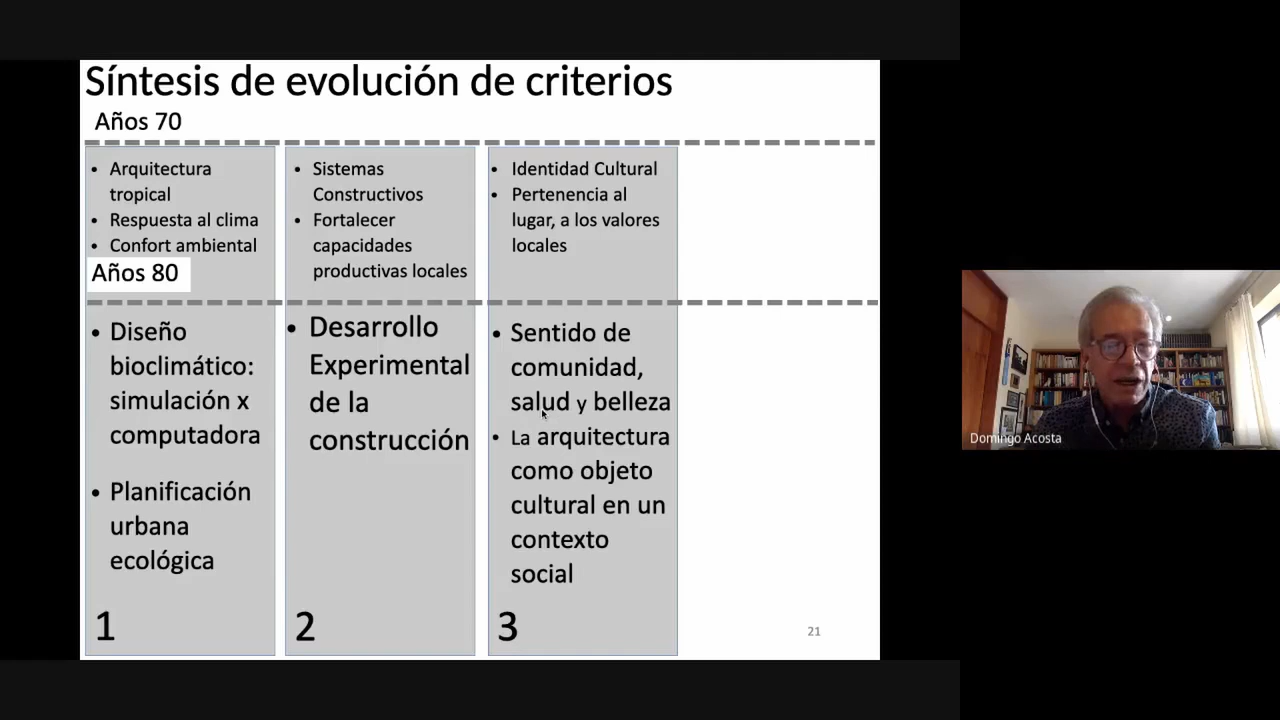 Síntesis de evolución de criterios
Años 70
• Arquitectura
tropical
• Respuesta al clima
• Confort ambiental
• Sistemas
Constructivos
• Fortalecer
capacidades
productivas locales
• Identidad Cultural
• Pertenencia al
lugar, a los valores
locales
Años 80
• Diseño
bioclimático:
simulación x
computadora
• Planificación
urbana
ecológica
1
• Desarrollo
Experimental
de la
construcción
2
• Sentido de
comunidad,
salud y belleza
• La arquitectura
como objeto
cultural en un
contexto
social
3
21
Domingo Acosta